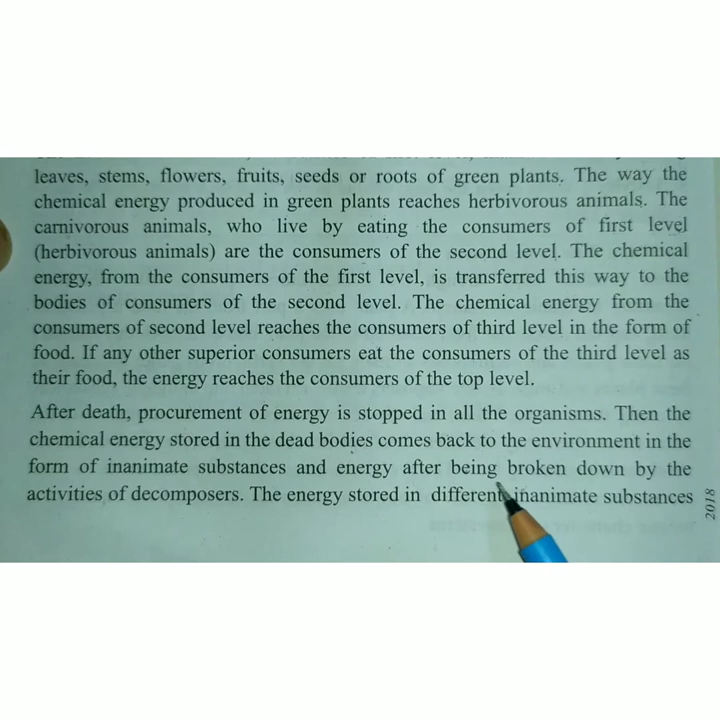 leaves, stems, flowers, fruits, seeds or roots of green plants. The way the
chemical energy produced in green plants reaches herbivorous animals. The
carnivorous animals, who live by eating the consumers of first level
(herbivorous animals) are the consumers of the second level. The chemical
energy, from the consumers of the first level, is transferred this way to the
bodies of consumers of the second level. The chemical energy from the
consumers of second level reaches the consumers of third level in the form of
food. If any other superior consumers eat the consumers of the third level as
their food, the energy reaches the consumers of the top level.
After death, procurement of energy is stopped in all the organisms. Then the
chemical energy stored in the dead bodies comes back to the environment in the
form of inanimate substances and energy after being broken down by the
activities of decomposers. The energy stored in different inanimate substances
2018